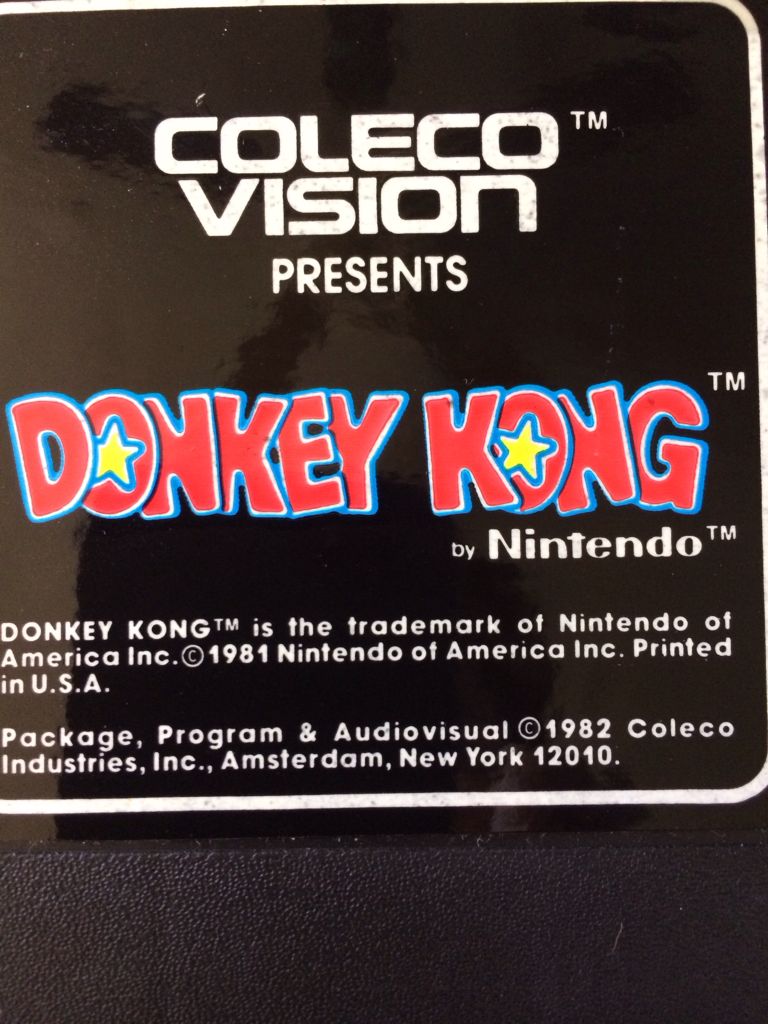 COLECO™
VISION
PRESENTS
DONKEY KONG™
by Nintendo™
DONKEY KONG™ is the trademark of Nintendo of
America Inc.©1981 Nintendo of America Inc. Printed
in U.S.A.
Package, Program & Audiovisual ©1982 Coleco
Industries, Inc., Amsterdam, New York 12010.